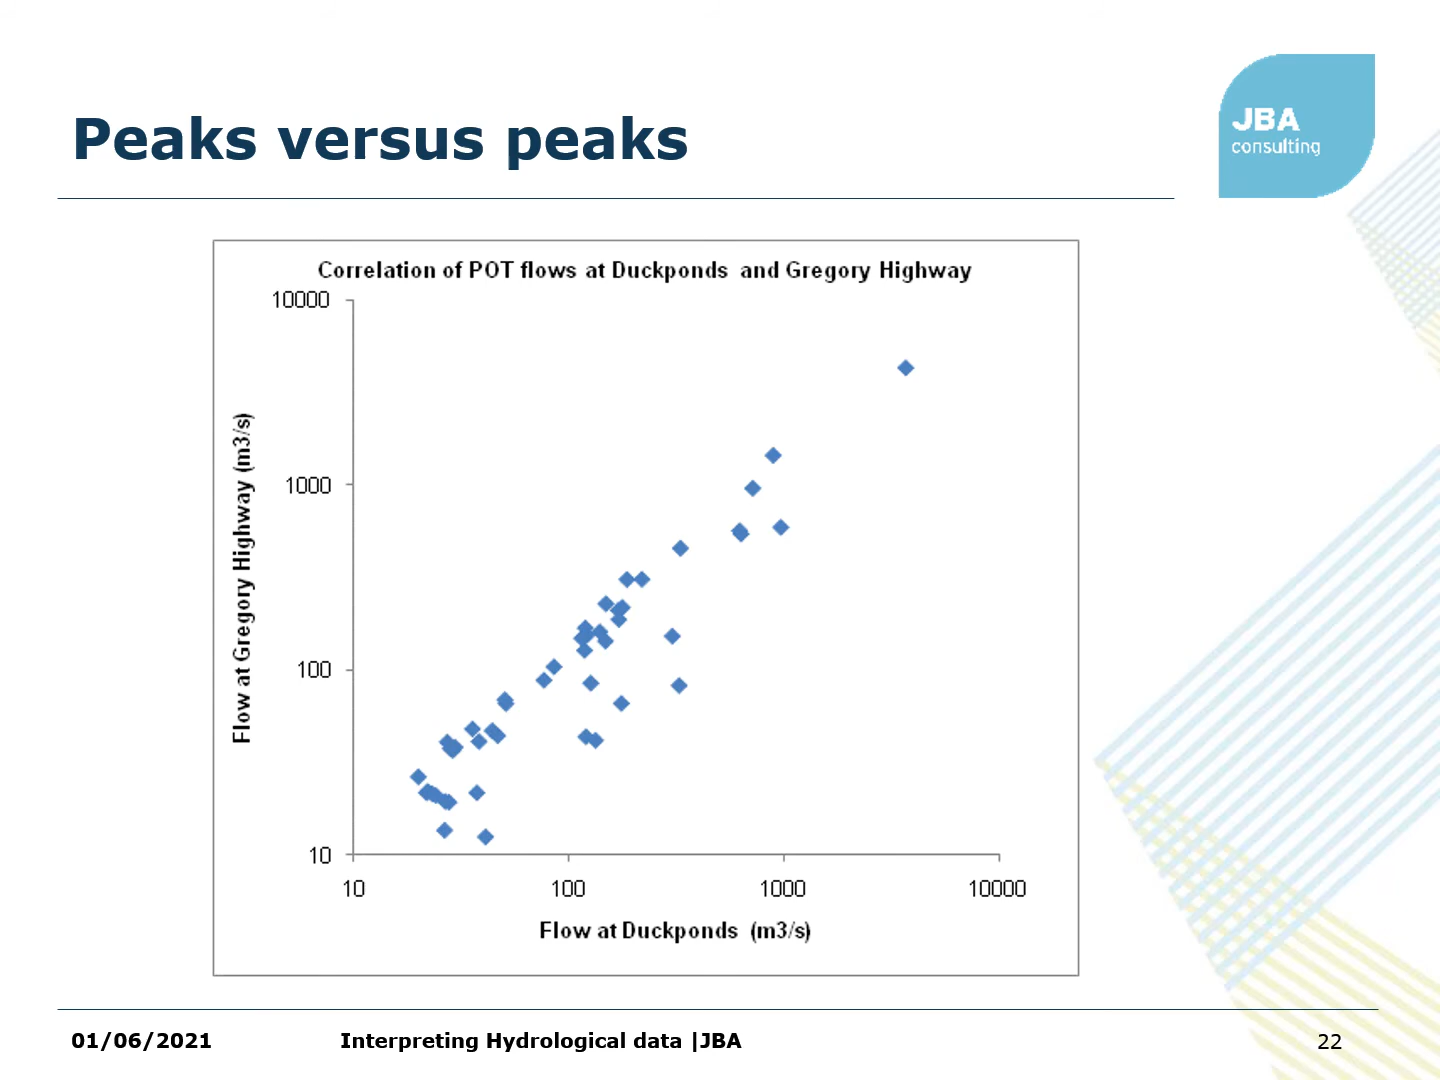 Peaks versus peaks
JBA
consulting
Correlation of POT flows at Duckponds and Gregory Highway
10000
1000
100
10
Flow at Gregory Highway (m3/s)
10
100
1000
10000
Flow at Duckponds (m3/s)
01/06/2021
Interpreting Hydrological data |JBA
22